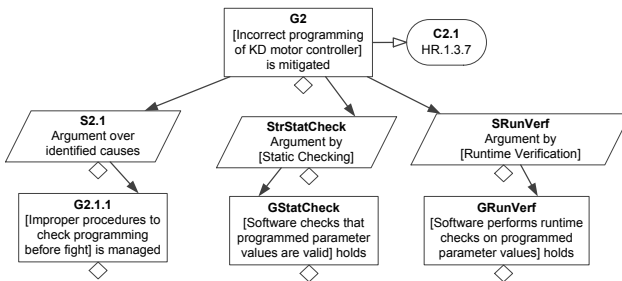 G2
[Incorrect programming
of KD motor controller]
is mitigated
C2.1
HR.1.3.7
S2.1
Argument over
identified causes
StrStatCheck
Argument by
[Static Checking]
SRunVerf
Argument by
[Runtime Verification]
G2.1.1
[Improper procedures to
check programming
before fight] is managed
GStatCheck
[Software checks that
programmed parameter
values are valid] holds
GRunVerf
[Software performs runtime
checks on programmed
parameter values] holds